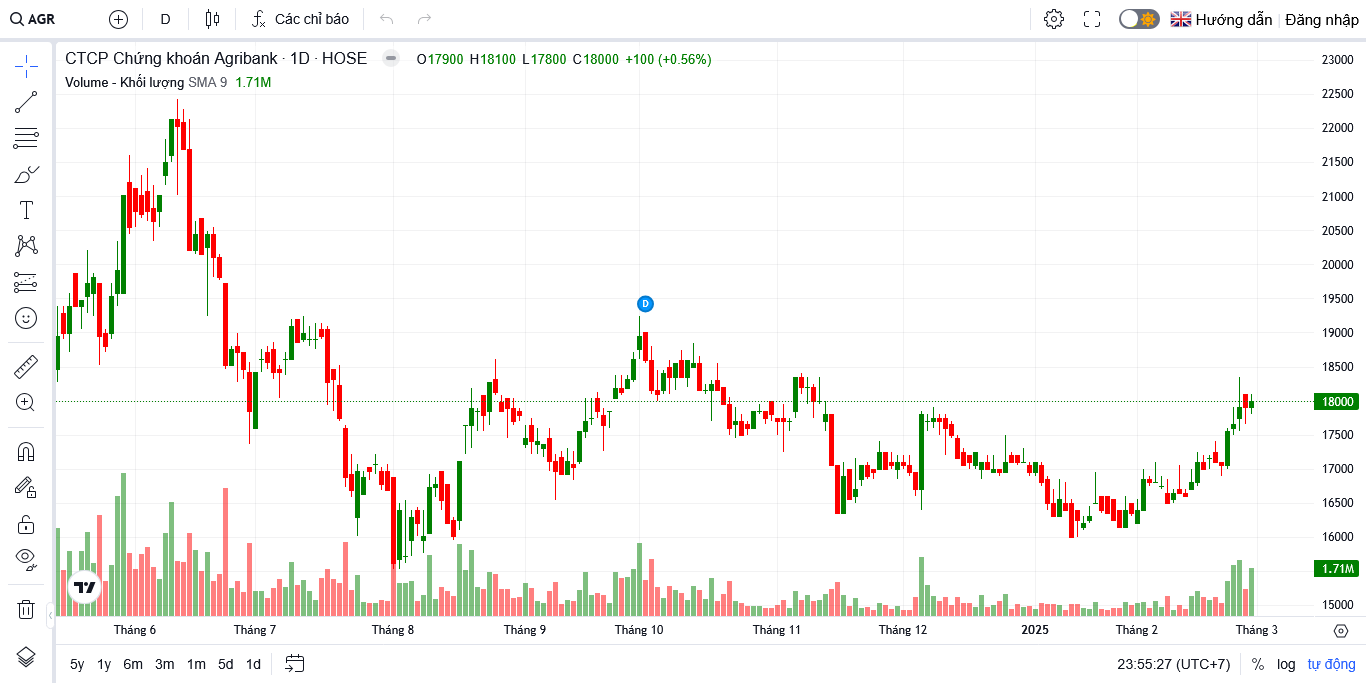 AGR D Các chỉ báo Hướng dẫn Đăng nhập
CTCP Chứng khoán Agribank · 1D · HOSE O17900 H18100 L17800 C18000 +100 (+0.56%)
Volume - Khối lượng SMA 9 1.71M
23000
22500
22000
21500
21000
20500
20000
19500
D
19000
18500
18000
17500
17000
16500
16000
1.71M
15000
Tháng 6 Tháng 7 Tháng 8 Tháng 9 Tháng 10 Tháng 11 Tháng 12 2025 Tháng 2 Tháng 3
5y 1y 6m 3m 1m 5d 1d 23:55:27 (UTC+7) % log tự động